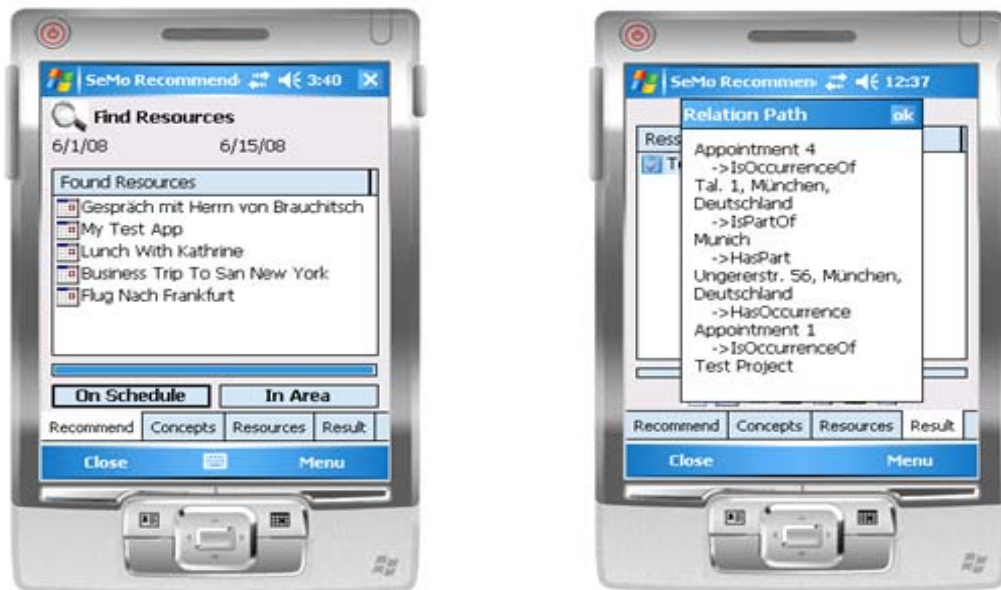 SeMo Recommend 3:40
Find Resources
6/1/08 6/15/08
Found Resources
Gespräch mit Herrn von Brauchitsch
My Test App
Lunch With Kathrine
Business Trip To San New York
Flug Nach Frankfurt
On Schedule In Area
Recommend Concepts Resources Result
Close Menu
SeMo Recommen 12:37
Relation Path ok
Ress
Appointment 4
->IsOccurrenceOf
Tal. 1, München,
Deutschland
->IsPartOf
Munich
->HasPart
Ungererstr. 56, München,
Deutschland
->HasOccurrence
Appointment 1
->IsOccurrenceOf
Test Project
Recommend Concepts Resources Result
Close Menu